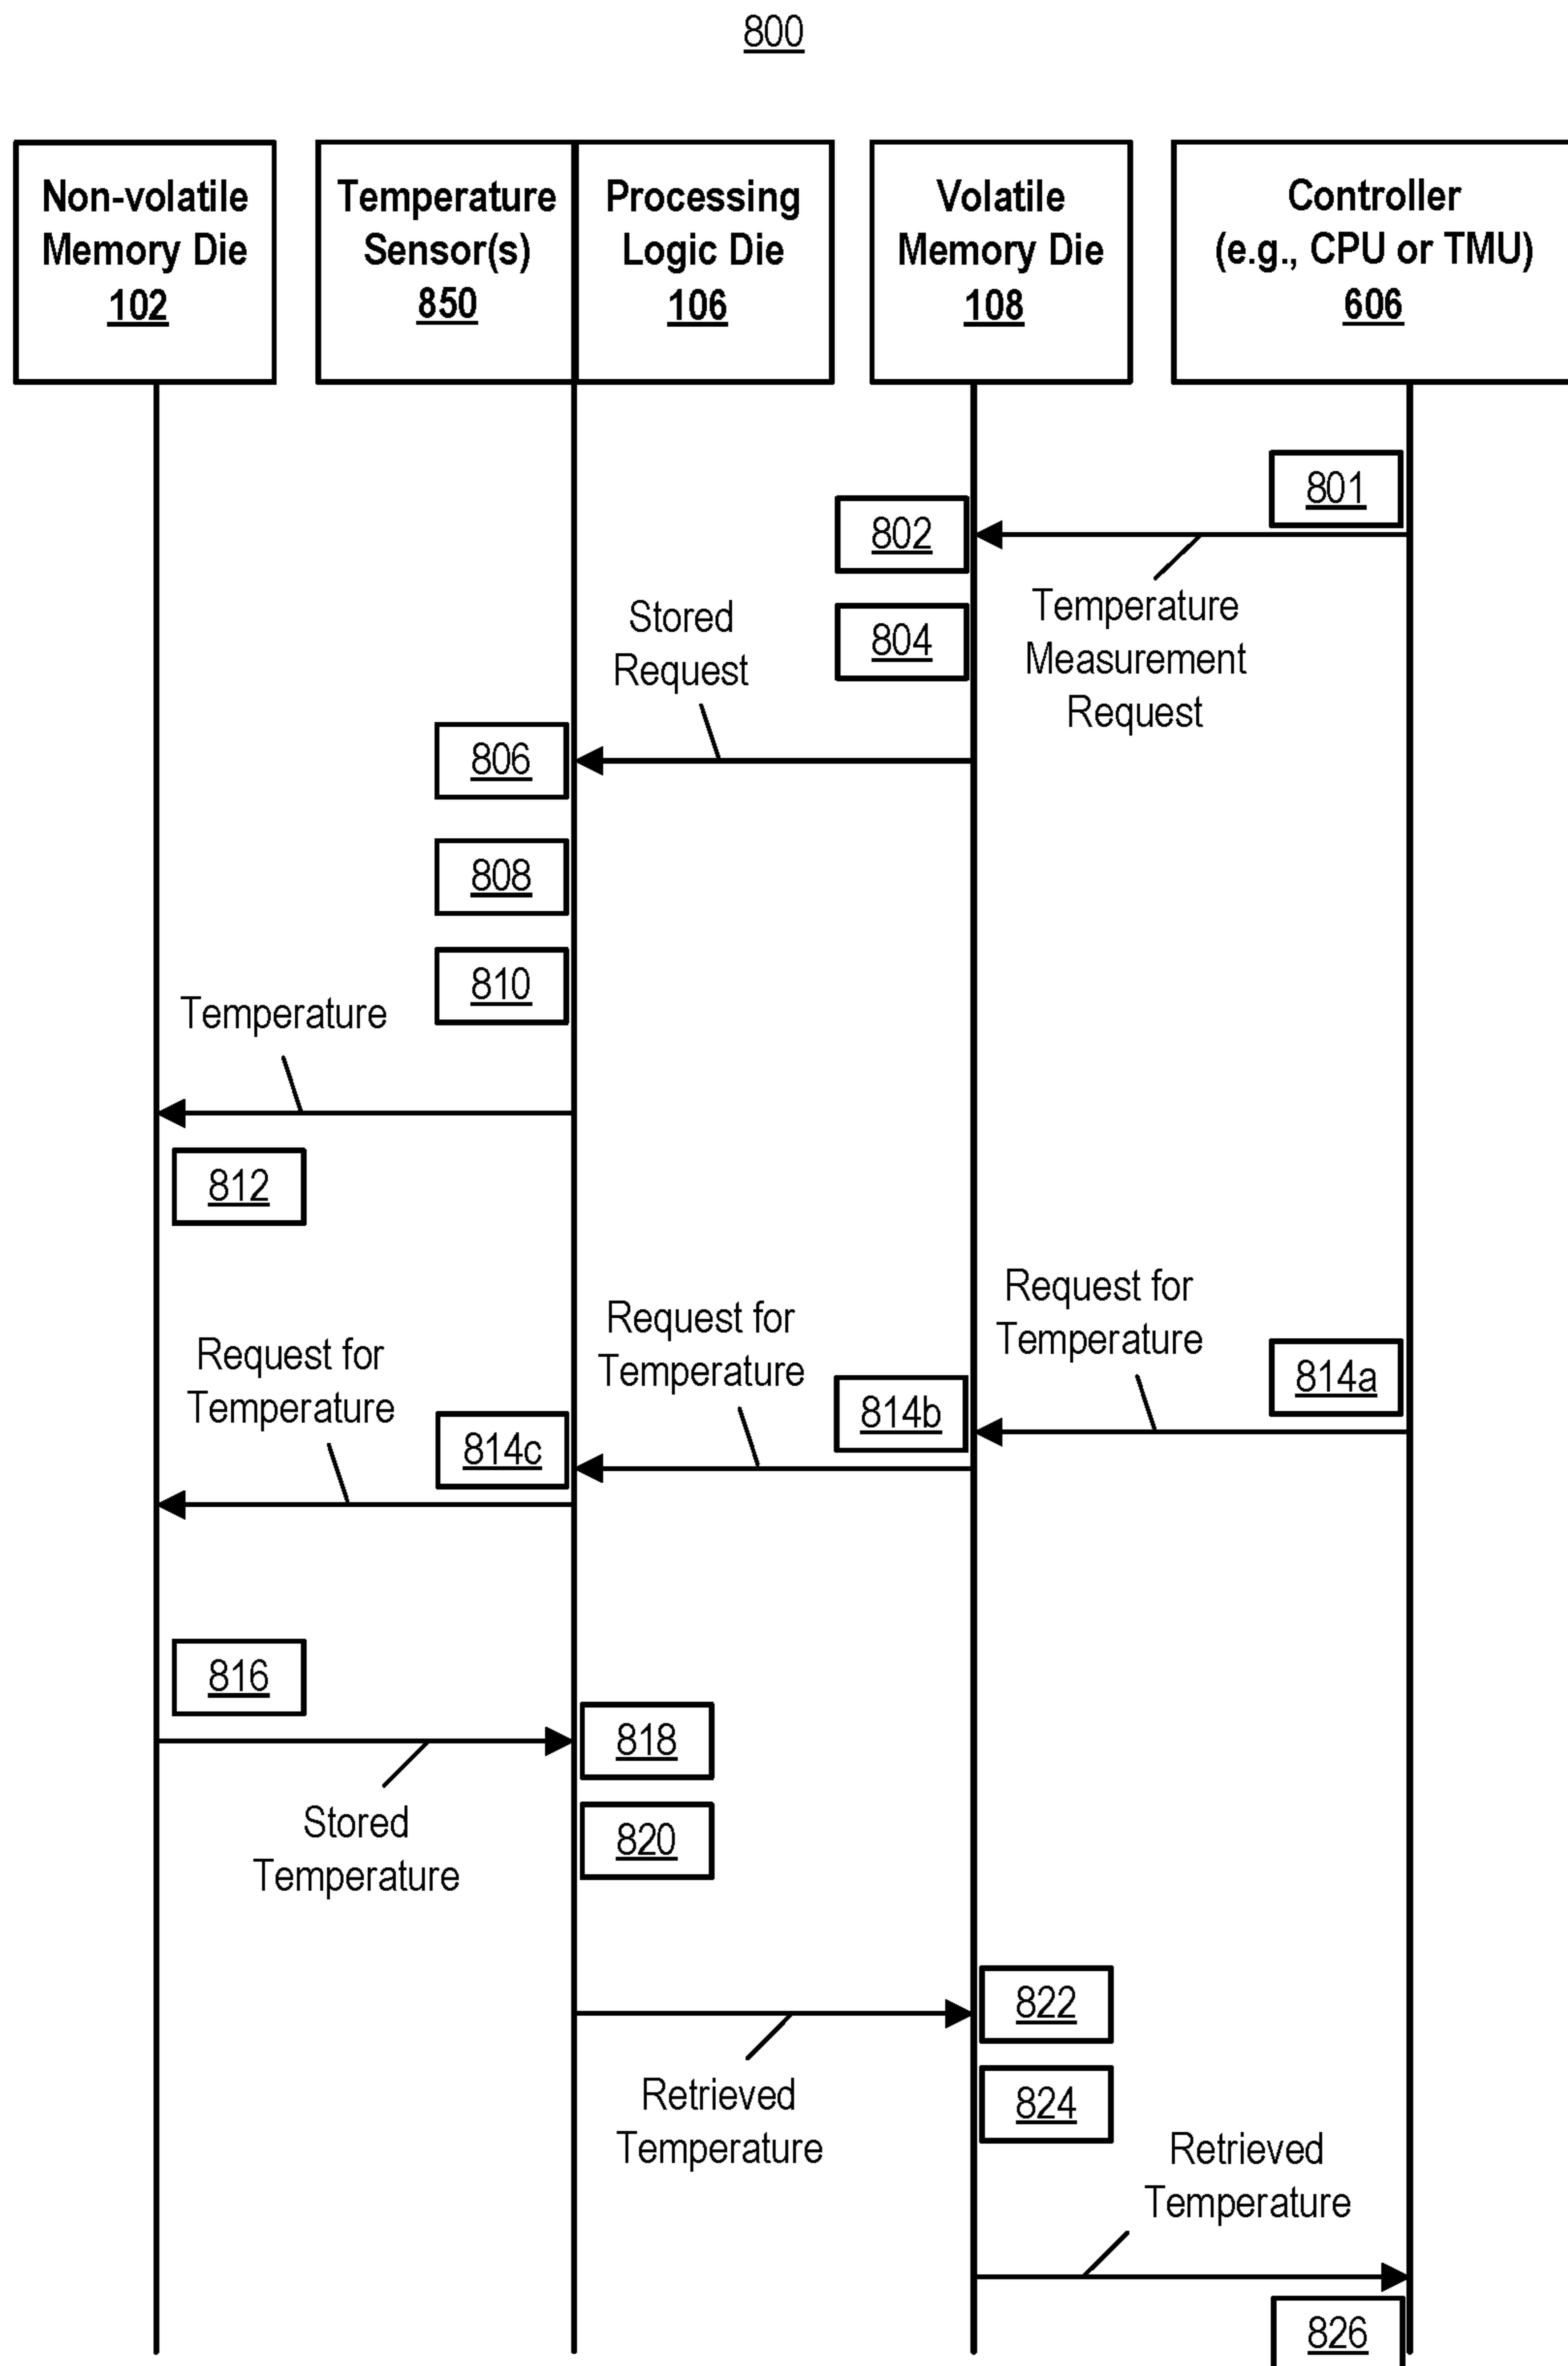 800
Non-volatile
Memory Die
102
Temperature
Sensor(s)
850
Processing
Logic Die
106
Volatile
Memory Die
108
Controller
(e.g., CPU or TMU)
606
801
802
Temperature
Measurement
Request
804
Stored
Request
806
808
810
Temperature
812
Request for
Temperature
814a
Request for
Temperature
814b
Request for
Temperature
814c
816
818
Stored
Temperature
820
822
Retrieved
Temperature
824
Retrieved
Temperature
826